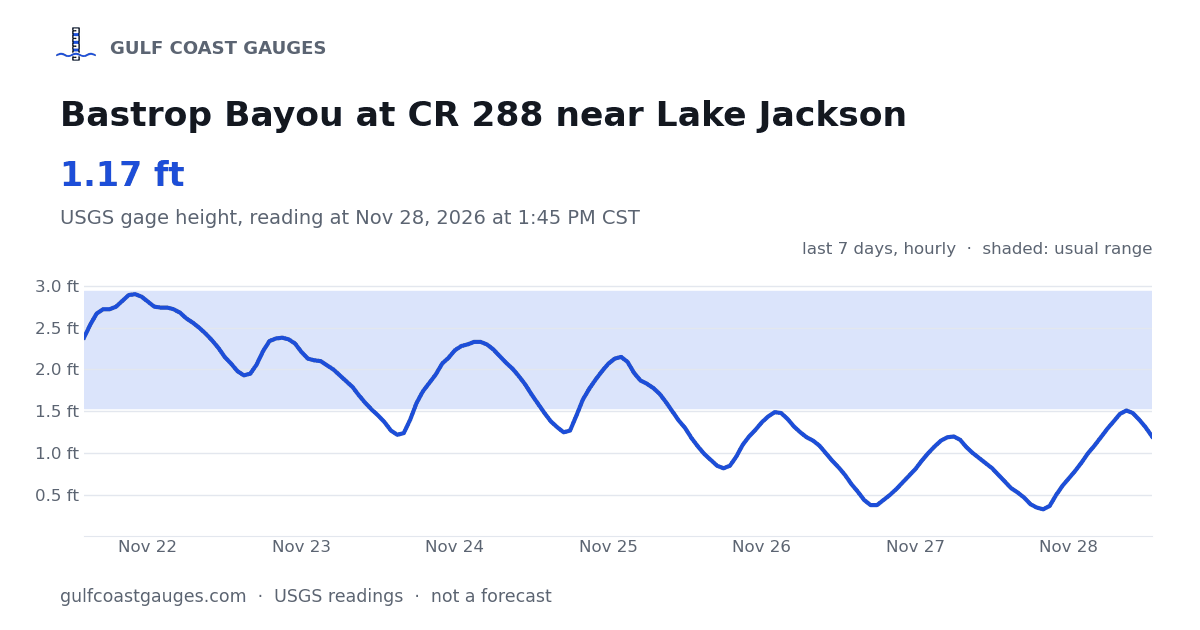 GULF COAST GAUGES
Bastrop Bayou at CR 288 near Lake Jackson
1.17 ft
USGS gage height, reading at Nov 28, 2026 at 1:45 PM CST
last 7 days, hourly · shaded: usual range
3.0 ft
2.5 ft
2.0 ft
1.5 ft
1.0 ft
0.5 ft
Nov 22 Nov 23 Nov 24 Nov 25 Nov 26 Nov 27 Nov 28
gulfcoastgauges.com · USGS readings · not a forecast